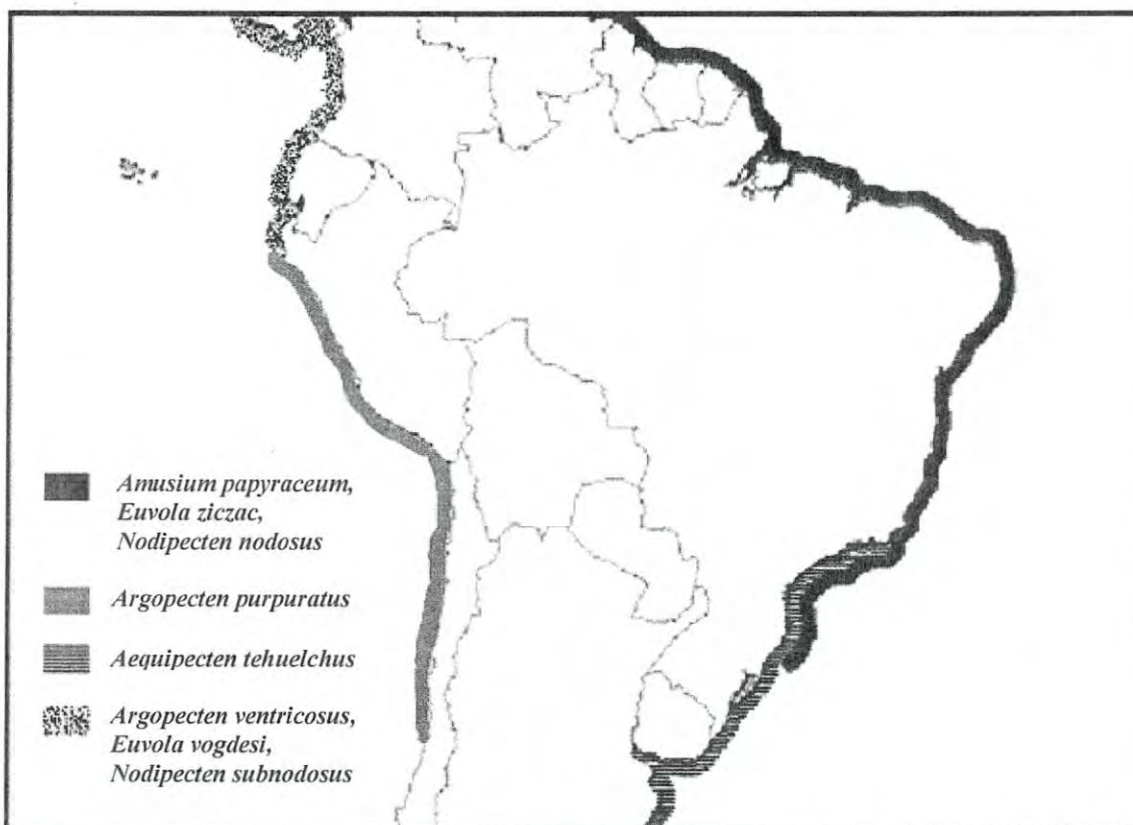 Amusium papyraceum,
Euvola ziczac,
Nodipecten nodosus
Argopecten purpuratus
Aequipecten tehuelchus
Argopecten ventricosus,
Euvola vogdesi,
Nodipecten subnodosus